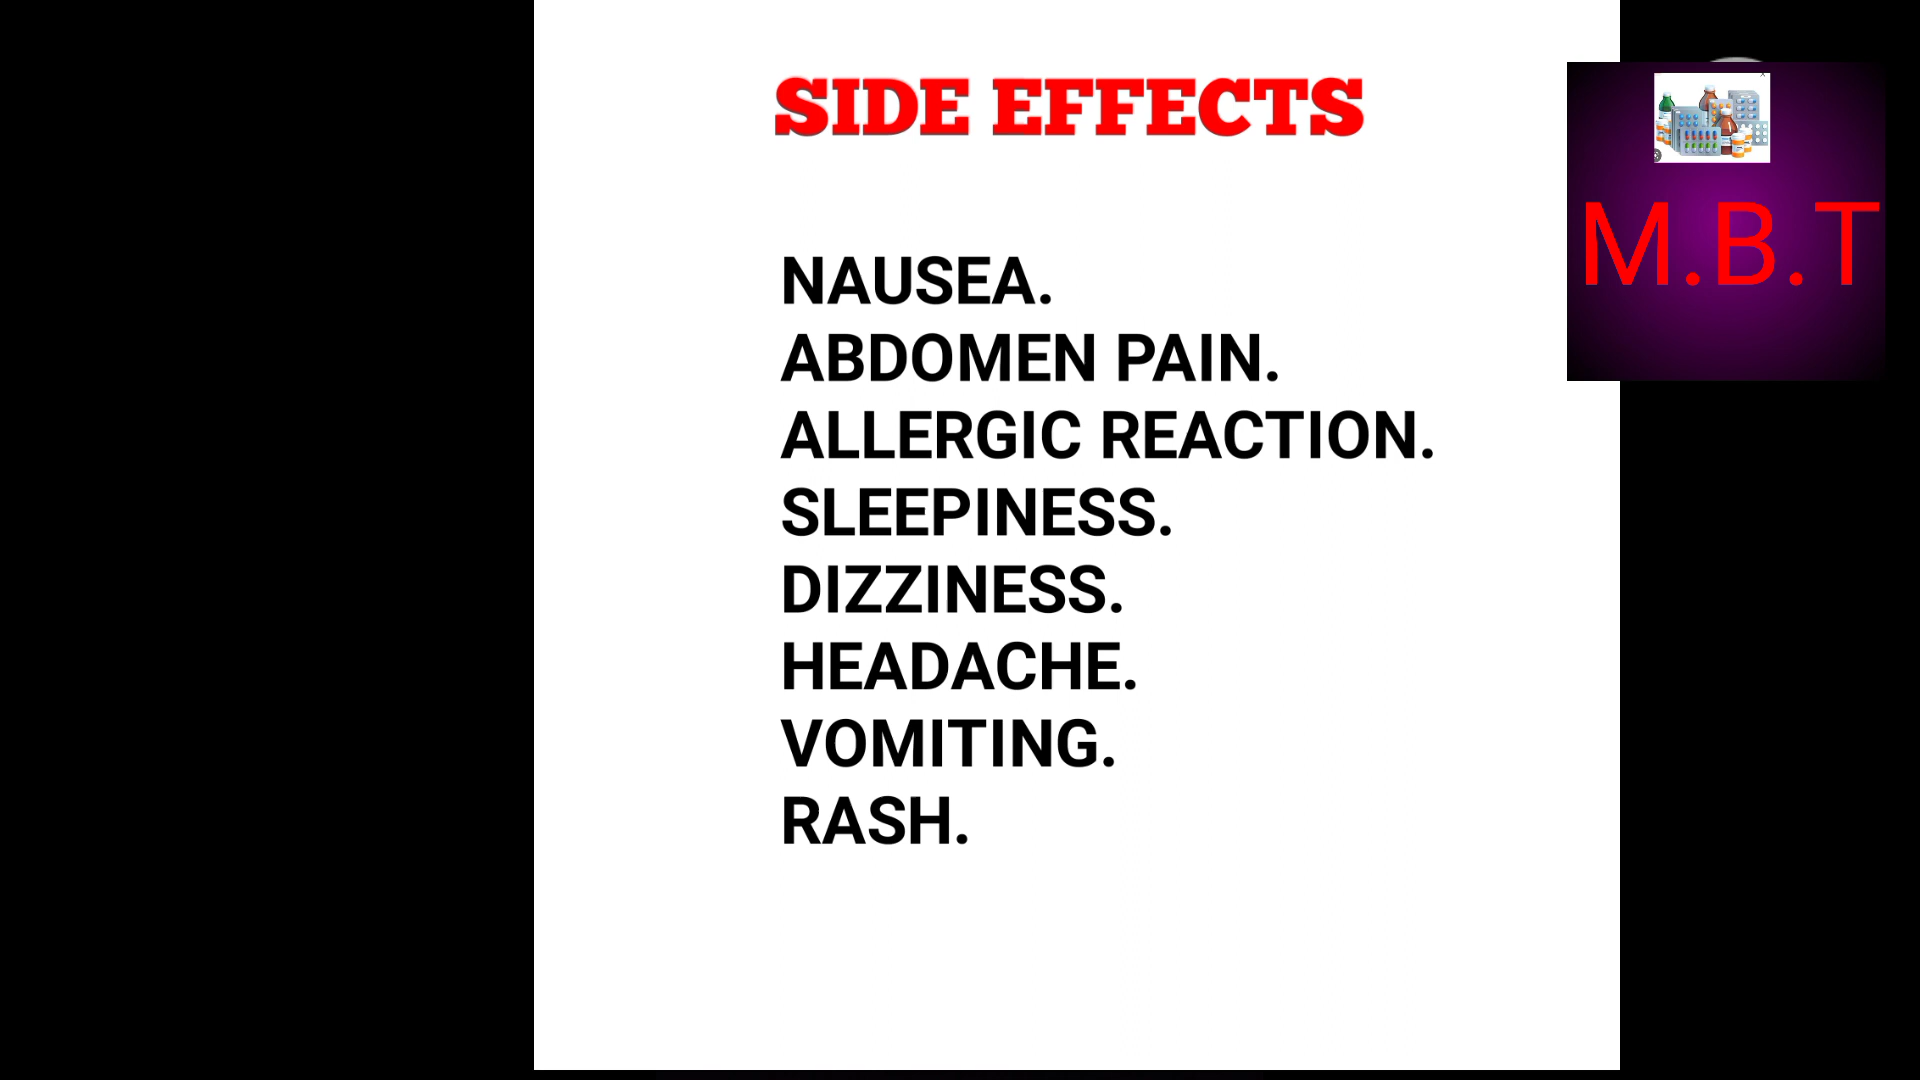 SIDE EFFECTS
M.B.T
NAUSEA.
ABDOMEN PAIN.
ALLERGIC REACTION.
SLEEPINESS.
DIZZINESS.
HEADACHE.
VOMITING.
RASH.